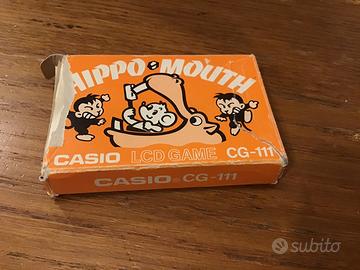 HIPPO•MOUTH
CASIO LCD GAME CG-111
CASIO CG-111
subito